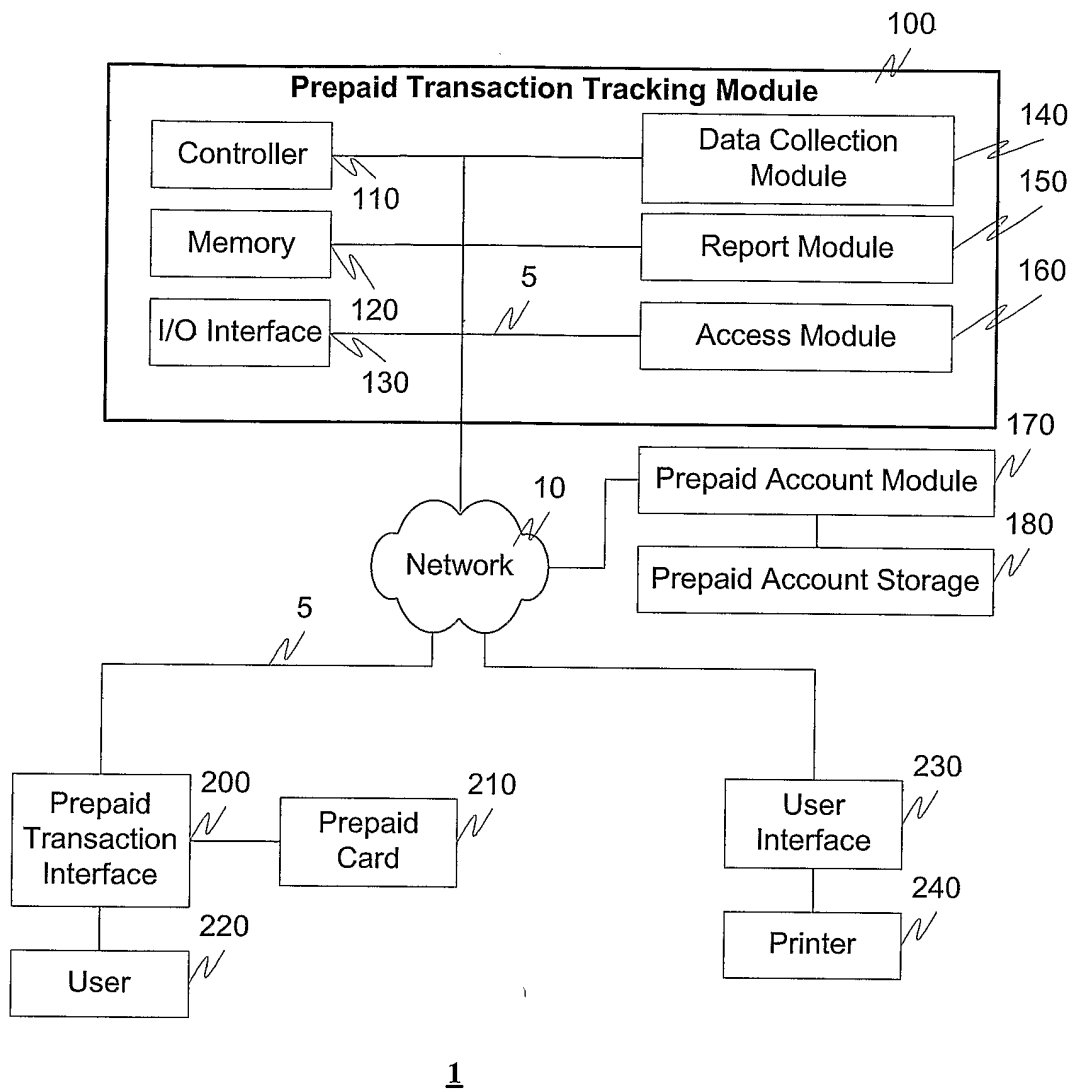 100
Prepaid Transaction Tracking Module
Controller
110
Data Collection
Module
140
Memory
120
Report Module
150
5
I/O Interface
130
Access Module
160
170
Prepaid Account Module
10
Network
180
Prepaid Account Storage
5
200
Prepaid
Transaction
Interface
210
Prepaid
Card
220
User
230
User
Interface
240
Printer
1